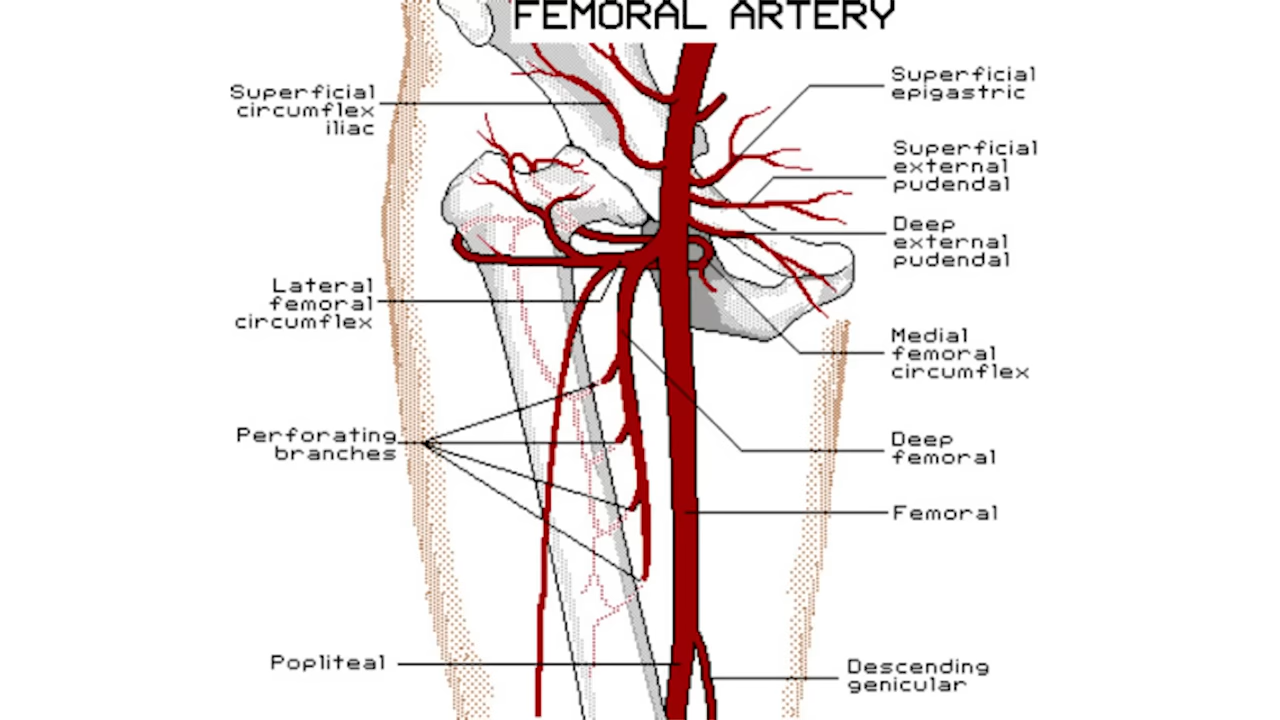 FEMORAL ARTERY
Superficial
circumflex
iliac
Lateral
femoral
circumflex
Perforating
branches
Popliteal
Superficial
epigastric
Superficial
external
pudendal
Deep
external
pudendal
Medial
femoral
circumflex
Deep
femoral
Femoral
Descending
genicular